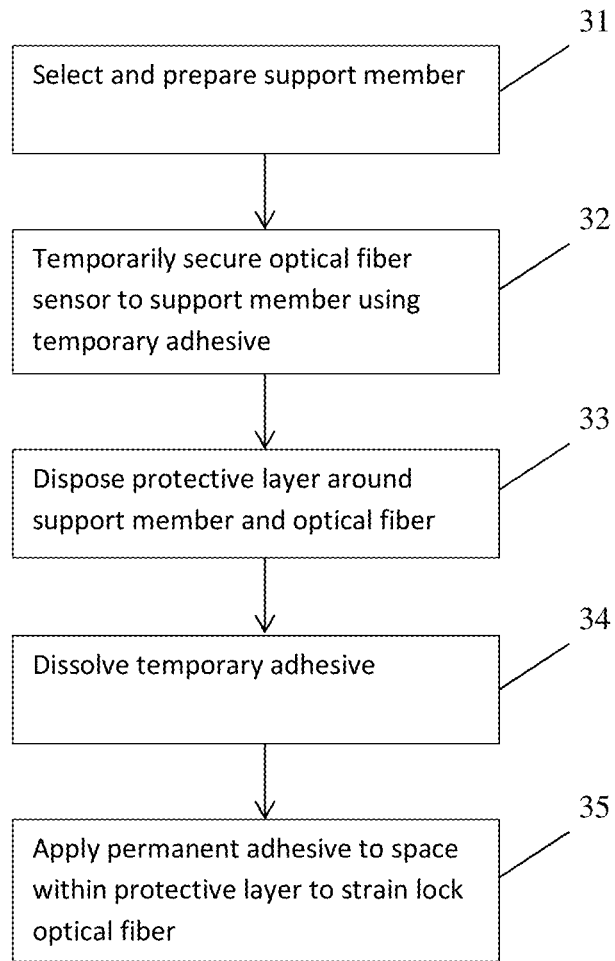 31
Select and prepare support member
32
Temporarily secure optical fiber
sensor to support member using
temporary adhesive
33
Dispose protective layer around
support member and optical fiber
34
Dissolve temporary adhesive
35
Apply permanent adhesive to space
within protective layer to strain lock
optical fiber